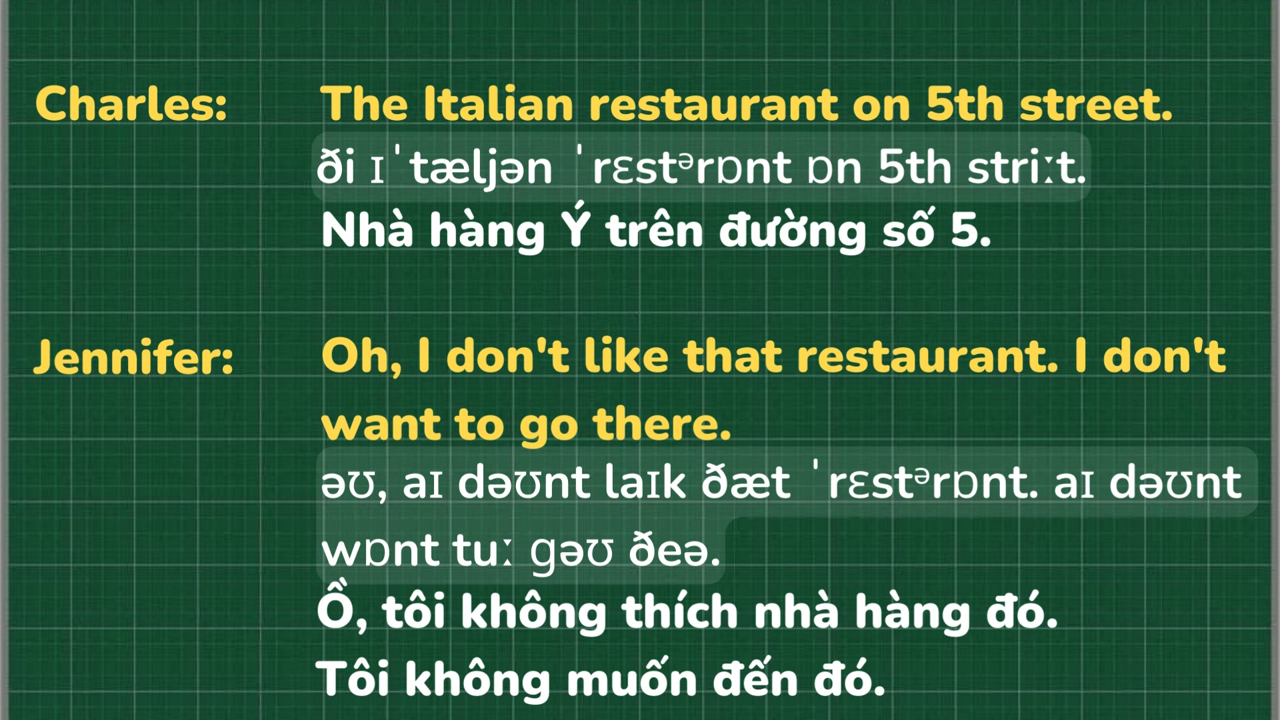 Charles: The Italian restaurant on 5th street.
ði ɪˈtæljən ˈrɛstᵊrɒnt ɒn 5th striːt.
Nhà hàng Ý trên đường số 5.
Jennifer: Oh, I don't like that restaurant. I don't
want to go there.
əʊ, aɪ dəʊnt laɪk ðæt ˈrɛstᵊrɒnt. aɪ dəʊnt
wɒnt tuː ɡəʊ ðeə.
Ồ, tôi không thích nhà hàng đó.
Tôi không muốn đến đó.